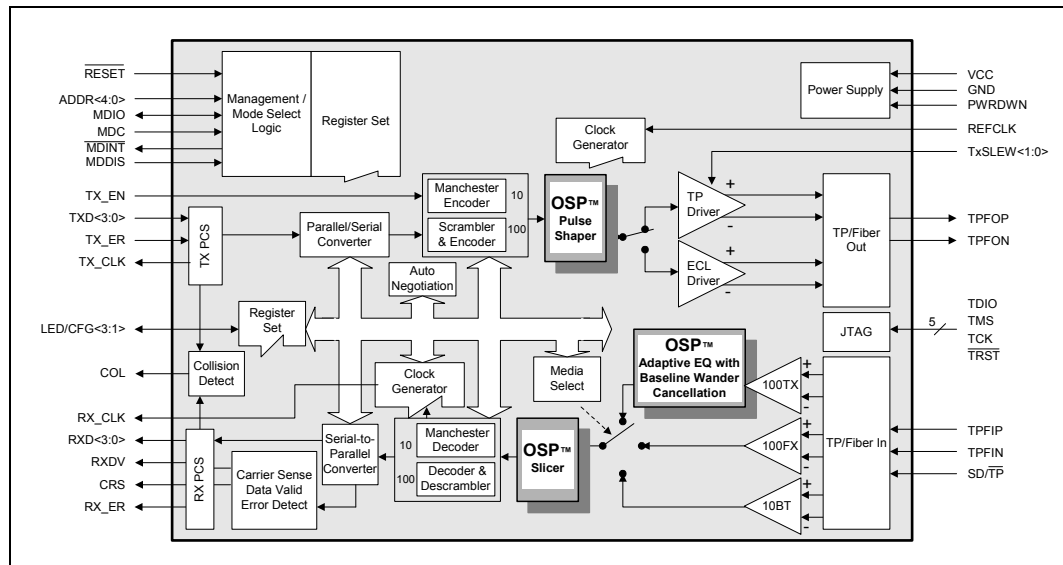 RESET
ADDR<4:0>
MDIO
MDC
MDINT
MDDIS
TX_EN
TXD<3:0>
TX_ER
TX_CLK
LED/CFG<3:1>
COL
RX_CLK
RXD<3:0>
RXDV
CRS
RX_ER
Management /
Mode Select
Logic
Register Set
Power Supply
VCC
GND
PWRDWN
REFCLK
TxSLEW<1:0>
Clock
Generator
TX PCS
Parallel/Serial
Converter
Manchester
Encoder
10
Scrambler
& Encoder
100
OSP™
Pulse
Shaper
TP
Driver
+
-
ECL
Driver
+
-
TP/Fiber
Out
TPFOP
TPFON
Auto
Negotiation
Register
Set
Collision
Detect
Clock
Generator
Media
Select
OSP™
Adaptive EQ with
Baseline Wander
Cancellation
JTAG
5
TDIO
TMS
TCK
TRST
RX PCS
Carrier Sense
Data Valid
Error Detect
Serial-to-
Parallel
Converter
10
Manchester
Decoder
100
Decoder &
Descrambler
OSP™
Slicer
100TX
+
-
100FX
+
-
10BT
+
-
TP/Fiber In
TPFIP
TPFIN
SD/TP